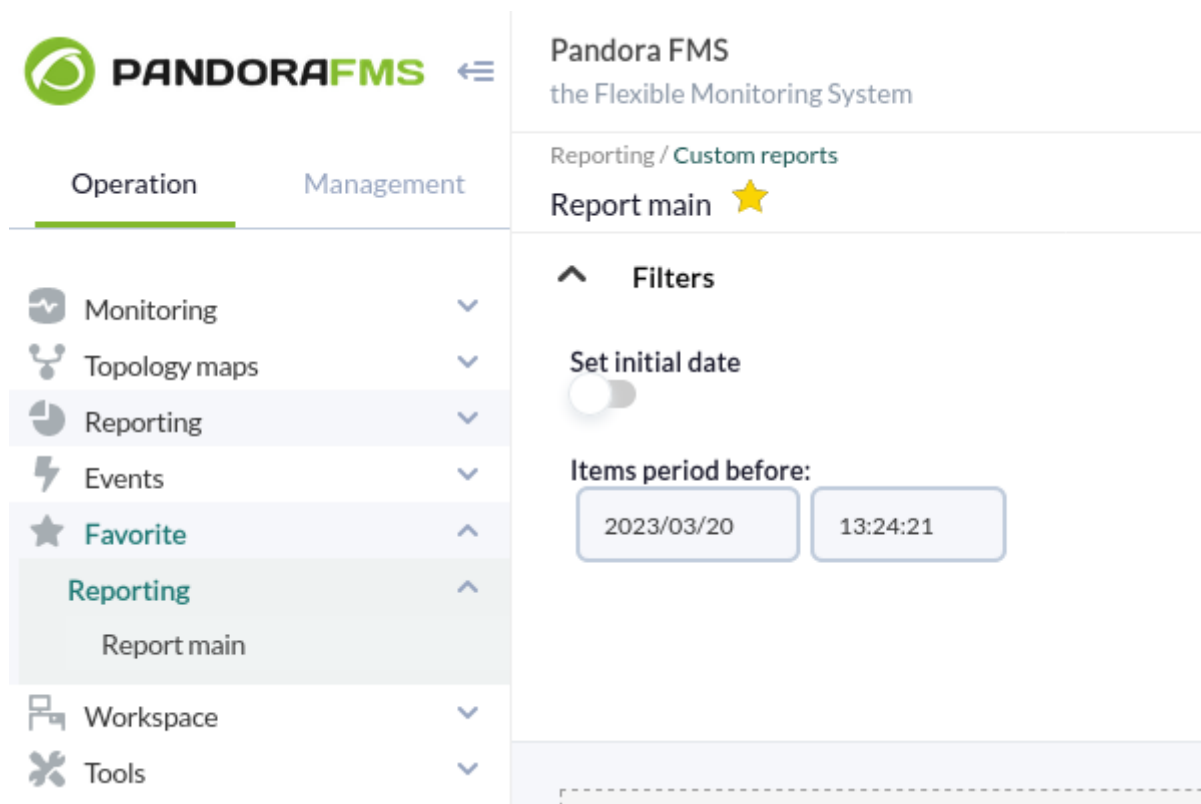 PANDORAFMS
Operation
Management
Monitoring
Topology maps
Reporting
Events
Favorite
Reporting
Report main
Workspace
Tools
Pandora FMS
the Flexible Monitoring System
Reporting / Custom reports
Report main
Filters
Set initial date
Items period before:
2023/03/20 13:24:21